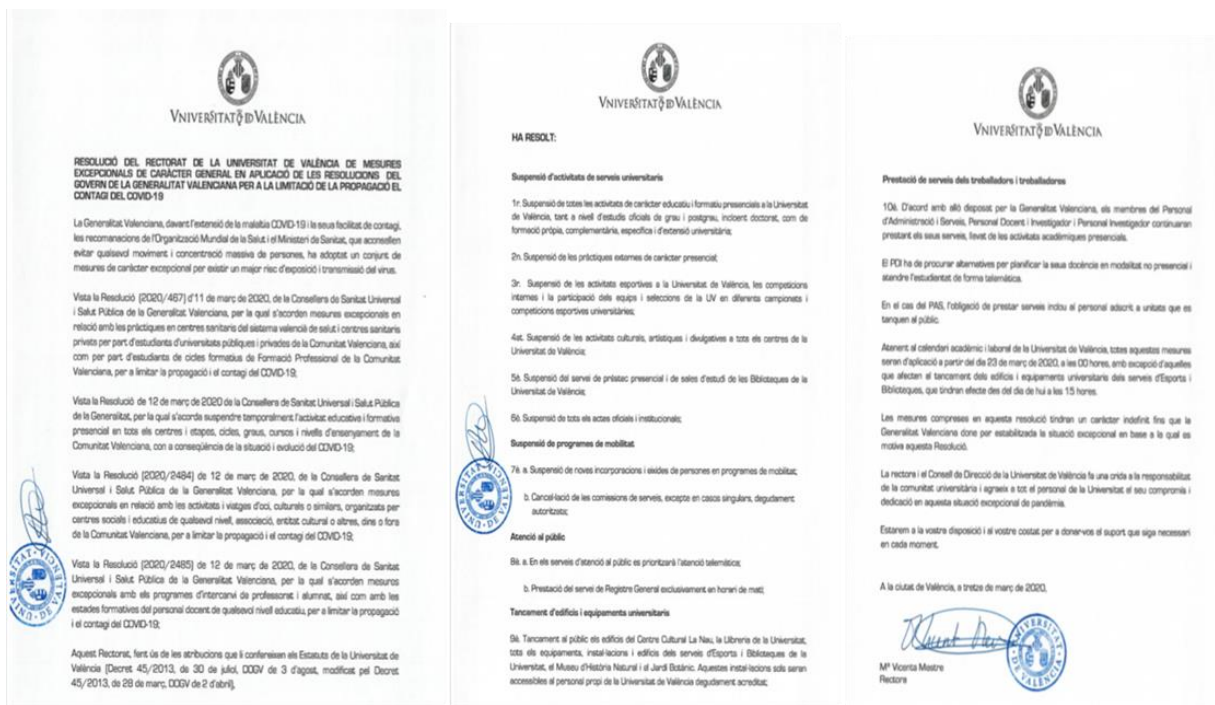 VNIVERSITAT ID VALÈNCIA
RESOLUCIÓ DEL RECTORAT DE LA UNIVERSITAT DE VALÈNCIA DE MESURES
EXCEPCIONALS DE CARÀCTER GENERAL EN APLICACIÓ DE LES RESOLUCIONS DEL
GOVERN DE LA GENERALITAT VALENCIANA PER A LA LIMITACIÓ DE LA PROPAGACIÓ EL
CONTAGI DEL COVID-19
La Generalitat Valenciana, davant l'extensió de la malaltia COVID-19 i la seua facilitat de contagi,
les recomanacions de l'Organització Mundial de la Salut i el Ministeri de Sanitat, que aconsellen
evitar qualsevol moviment i concentració massiva de persones, ha adoptat un conjunt de
mesures de caràcter excepcional per existir un major risc d'exposició i transmissió del virus.
Vista la Resolució (2020/467) d'11 de març de 2020, de la Consellera de Sanitat Universal
i Salut Pública de la Generalitat Valenciana, per la qual s'acorden mesures excepcionals en
relació amb les pràctiques en centres sanitaris del sistema valencià de salut i centres sanitaris
privats per part d'estudiants d'universitats públiques i privades de la Comunitat Valenciana, així
com per part d'estudiants de cicles formatius de Formació Professional de la Comunitat
Valenciana, per a limitar la propagació i el contagi del COVID-19;
Vista la Resolució de 12 de març de 2020 de la Consellera de Sanitat Universal i Salut Pública
de la Generalitat, per la qual s'acorda suspendre temporalment l'activitat educativa i formativa
presencial en tots els centres i etapes, cicles, graus, cursos i nivells d'ensenyament de la
Comunitat Valenciana, con a conseqüència de la situació i evolució del COVID-19;
Vista la Resolució (2020/2484) de 12 de març de 2020, de la Consellera de Sanitat
Universal i Salut Pública de la Generalitat Valenciana, per la qual s'acorden mesures
excepcionals en relació amb les activitats i viatges d'oci, culturals o similars, organitzats per
centres socials i educatius de qualsevol nivell, associació, entitat cultural o altres, dins o fora
de la Comunitat Valenciana, per a limitar la propagació i el contagi del COVID-19;
Vista la Resolució (2020/2485) de 12 de març de 2020, de la Consellera de Sanitat
Universal i Salut Pública de la Generalitat Valenciana, per la qual s'acorden mesures
excepcionals amb els programes d'intercanvi de professorat i alumnat, així com amb les
estades formatives del personal docent de qualsevol nivell educatiu, per a limitar la propagació
i el contagi del COVID-19;
Aquest Rectorat, fent ús de les atribucions que li confereixen els Estatuts de la Universitat de
València (Decret 45/2013, de 30 de juliol, DOGV de 3 d'agost, modificat pel Decret
45/2013, de 28 de març, DOGV de 2 d'abril),
VNIVERSITAT ID VALÈNCIA
HA RESOLT:
Suspensió d'activitats de serveis universitaris
1r. Suspensió de totes les activitats de caràcter educatiu i formatiu presencials a la Universitat
de València, tant a nivell d'estudis oficials de grau i postgrau, incloent doctorat, com de
formació pròpia, complementària, específica i d'extensió universitària;
2n. Suspensió de les pràctiques externes de caràcter presencial;
3r. Suspensió de les activitats esportives a la Universitat de València, les competicions
internes i la participació dels equips i seleccions de la UV en diferents campionats i
competicions esportives universitàries;
4at. Suspensió de les activitats culturals, artístiques i divulgatives a tots els centres de la
Universitat de València;
5è. Suspensió del servei de préstec presencial i de sales d'estudi de les Biblioteques de la
Universitat de València;
6è. Suspensió de tots els actes oficials i institucionals;
Suspensió de programes de mobilitat
7è. a. Suspensió de noves incorporacions i eixides de persones en programes de mobilitat;
b. Cancel·lació de les comissions de serveis, excepte en casos singulars, degudament
autoritzats;
Atenció al públic
8è. a. En els serveis d'atenció al públic es prioritzarà l'atenció telemàtica;
b. Prestació del servei de Registre General exclusivament en horari de matí;
Tancament d'edificis i equipaments universitaris
9è. Tancament al públic els edificis del Centre Cultural La Nau, la Llibreria de la Universitat,
tots els equipaments, instal·lacions i edificis dels serveis d'Esports i Biblioteques de la
Universitat, el Museu d'Història Natural i el Jardí Botànic. Aquestes instal·lacions sols seran
accessibles al personal propi de la Universitat de València degudament acreditat;
VNIVERSITAT ID VALÈNCIA
Prestació de serveis dels treballadors i treballadores
10è. D'acord amb allò disposat per la Generalitat Valenciana, els membres del Personal
d'Administració i Serveis, Personal Docent i Investigador i Personal Investigador continuaran
prestant els seus serveis, llevat de les activitats acadèmiques presencials.
El PDI ha de procurar alternatives per planificar la seua docència en modalitat no presencial i
atendre l'estudiantat de forma telemàtica.
En el cas del PAS, l'obligació de prestar serveis inclou al personal adscrit a unitats que es
tanquen al públic.
Atenent al calendari acadèmic i laboral de la Universitat de València, totes aquestes mesures
seran d'aplicació a partir del dia 23 de març de 2020, a les 00 hores, amb excepció d'aquelles
que afecten al tancament dels edificis i equipaments universitaris dels serveis d'Esports i
Biblioteques, que tindran efecte des del dia de hui a les 15 hores.
Les mesures compreses en aquesta resolució tindran un caràcter indefinit fins que la
Generalitat Valenciana done per estabilitzada la situació excepcional en base a la qual es
motiva aquesta Resolució.
La rectora i el Consell de Direcció de la Universitat de València fa una crida a la responsabilitat
de la comunitat universitària i agraeix a tot el personal de la Universitat el seu compromís i
dedicació en aquesta situació excepcional de pandèmia.
Estarem a la vostra disposició i al vostre costat per a donar-vos el suport que siga necessari
en cada moment.
A la ciutat de València, a tretze de març de 2020,
Mª Vicenta Mestre
Rectora